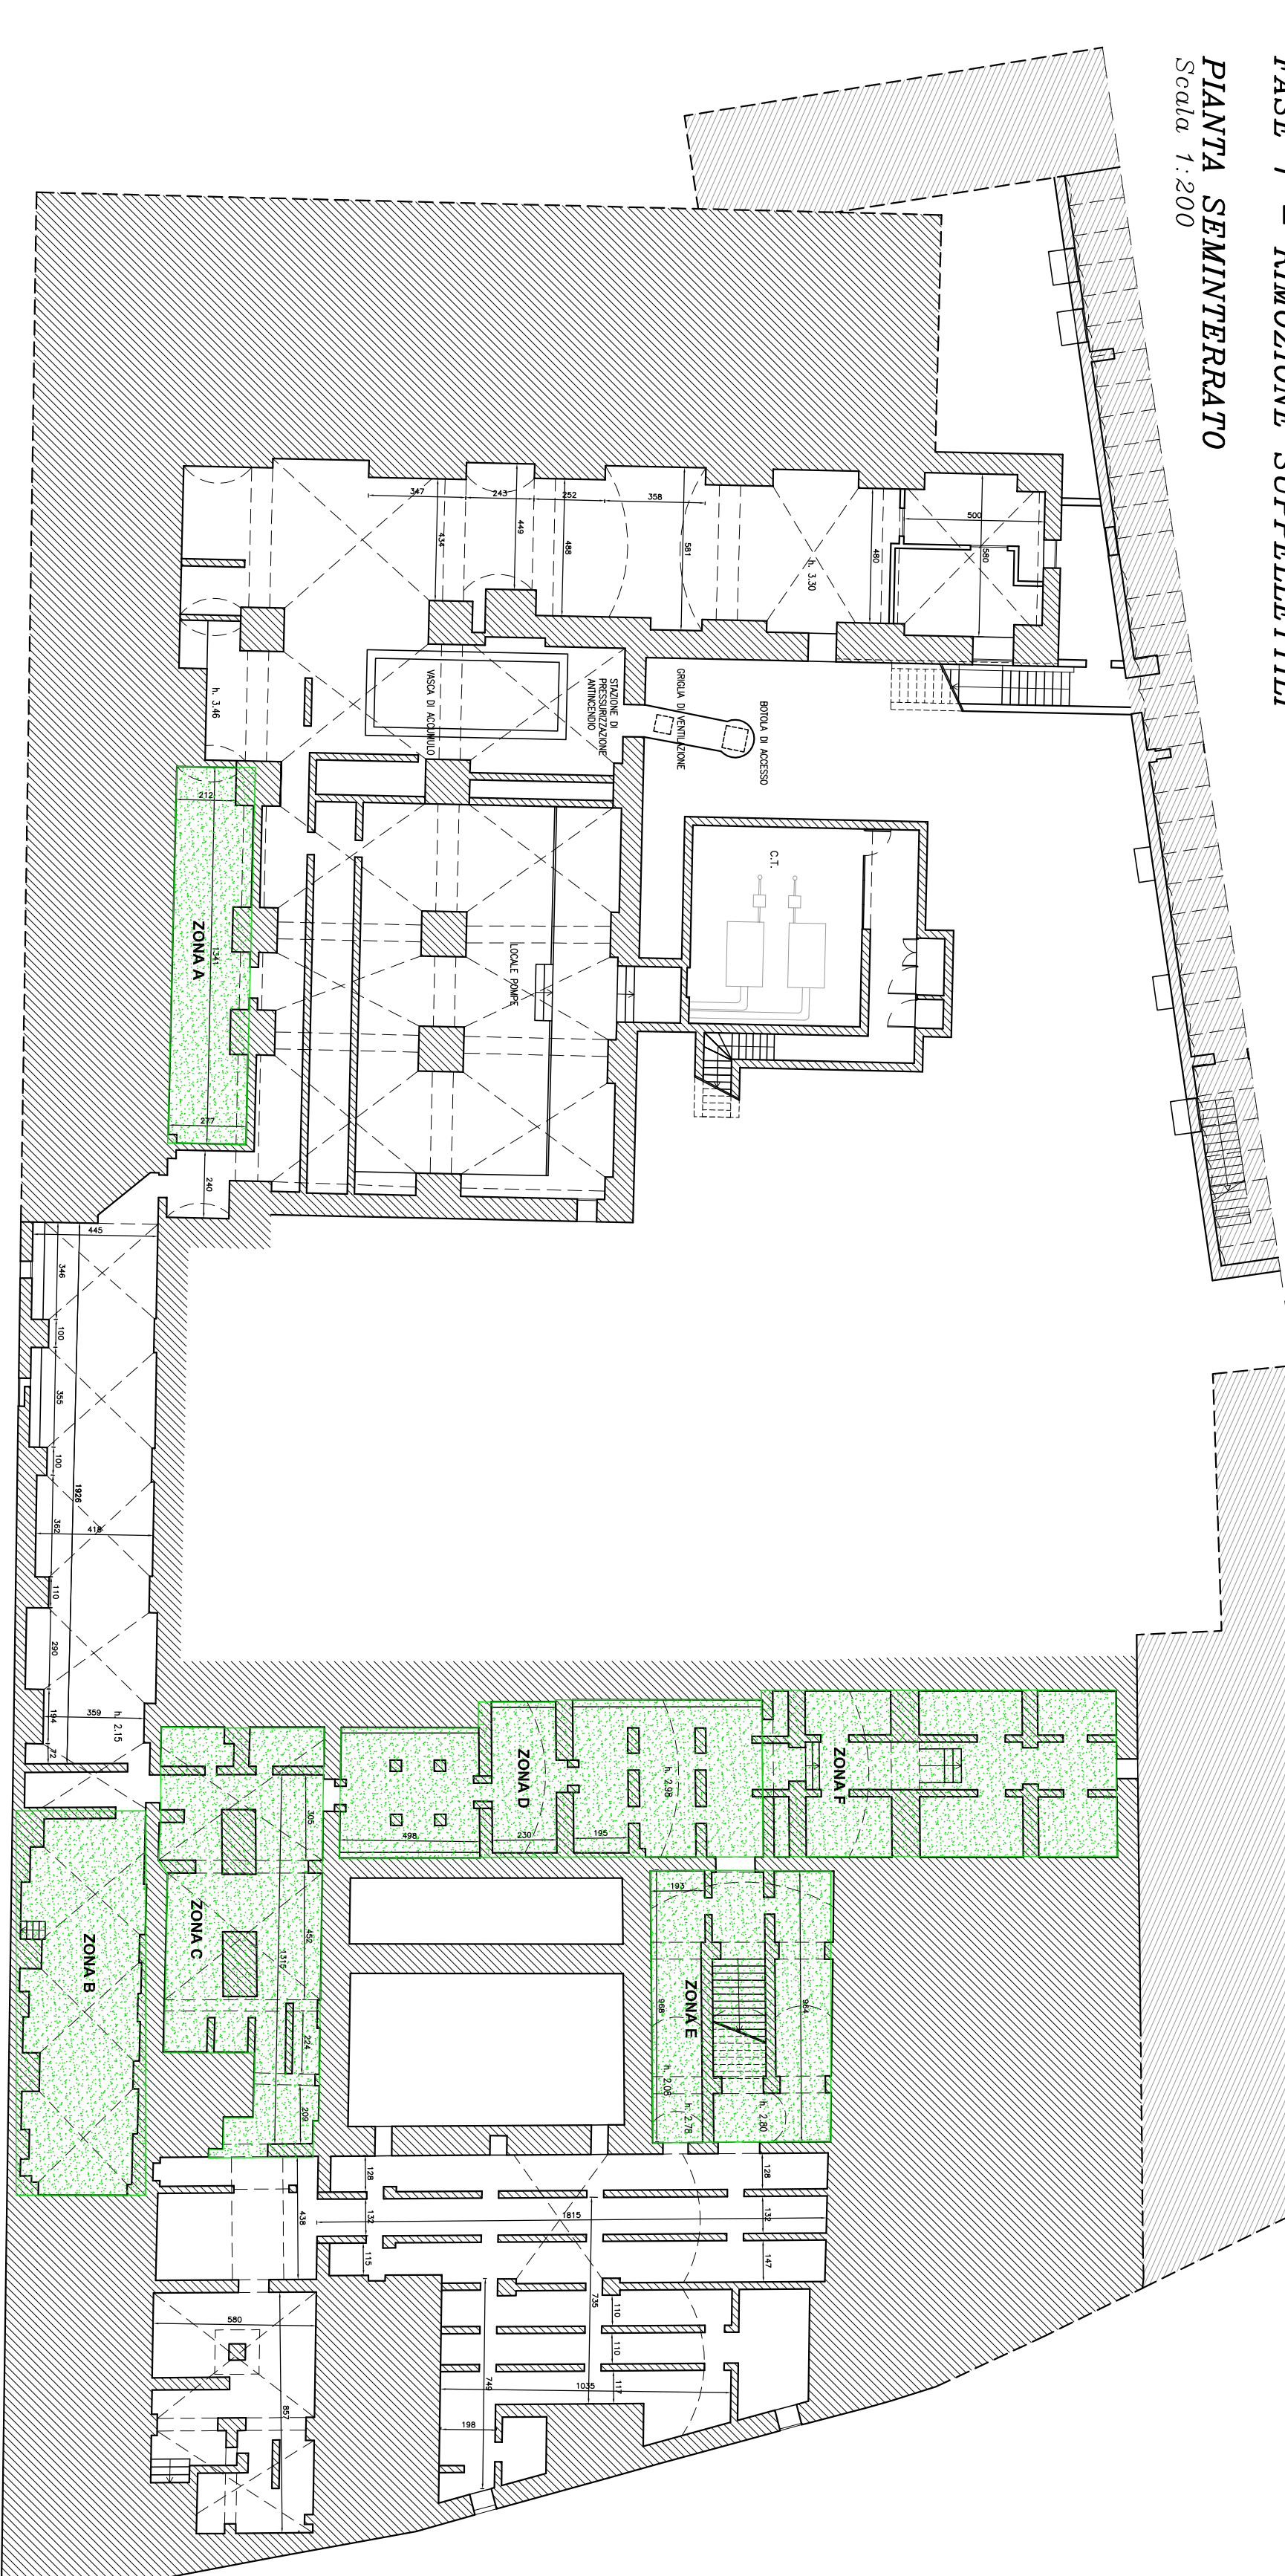 FASE 1 – RIMOZIONE SUPPELLETTILI
PIANTA SEMINTERRATO
Scala 1:200
500
580
480
h. 3.30
581
358
252
488
243
449
347
434
BOTOLA DI ACCESSO
GRIGLIA DI VENTILAZIONE
STAZIONE DI
PRESSURIZZAZIONE
ANTINCENDIO
VASCA DI ACCUMULO
h. 3.46
C.T.
LOCALE POMPE
212
ZONA A
1341
277
240
445
346
100
355
100
1926
362
418
110
290
194
359
h. 2.15
72
ZONA F
h. 2.98
ZONA D
498
230
195
305
452
1315
ZONA C
224
209
ZONA B
193
ZONA E
968
964
h. 2.08
h. 2.78
h. 2.80
128
132
147
1815
128
132
115
438
735
110
110
117
1035
749
198
580
857